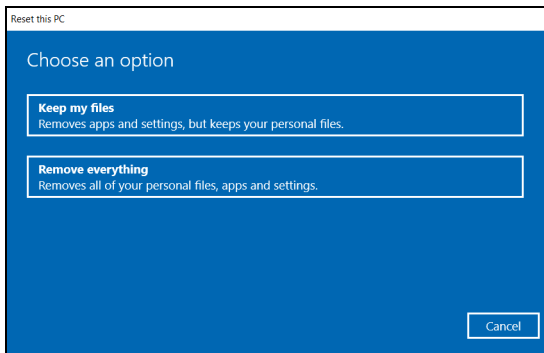 Reset this PC
Choose an option
Keep my files
Removes apps and settings, but keeps your personal files.
Remove everything
Removes all of your personal files, apps and settings.
Cancel